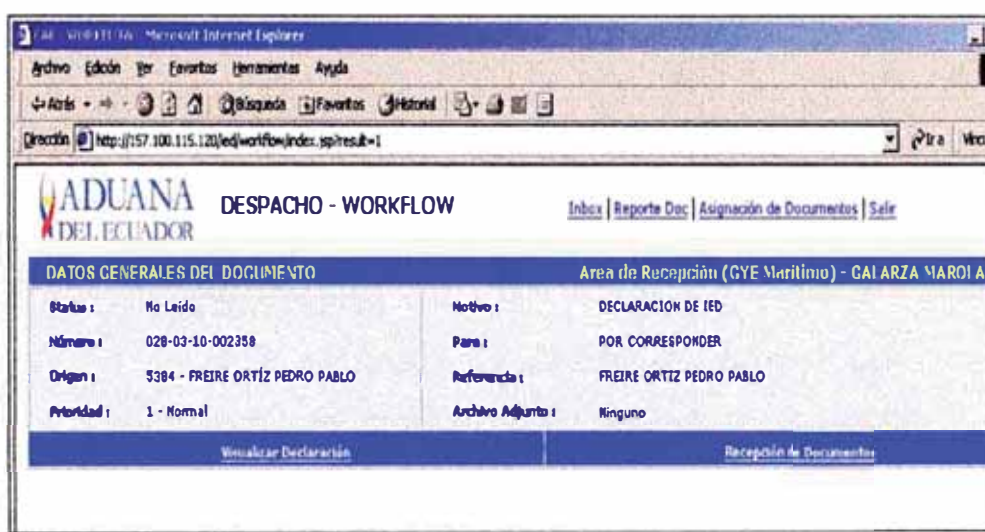 Microsoft Internet Explorer
Archivo Edición Ver Favoritos Herramientas Ayuda
Atrás Búsqueda Favoritos Historial
Dirección http://157.100.115.120/ied/workflow/index.jsp?result=1 Ir a
ADUANA
DEL ECUADOR
DESPACHO - WORKFLOW
Inbox | Reporte Doc | Asignación de Documentos | Salir
DATOS GENERALES DEL DOCUMENTO Area de Recepción (GYE Maritimo) - GALARZA MAROLA
Status : No Leído Motivo : DECLARACION DE IED
Número : 028-03-10-002358 Para : POR CORRESPONDER
Origen : 5384 - FREIRE ORTÍZ PEDRO PABLO Referencia : FREIRE ORTIZ PEDRO PABLO
Prioridad : 1 - Normal Archivo Adjunto : Ninguno
Visualizar Declaración Recepción de Documentos